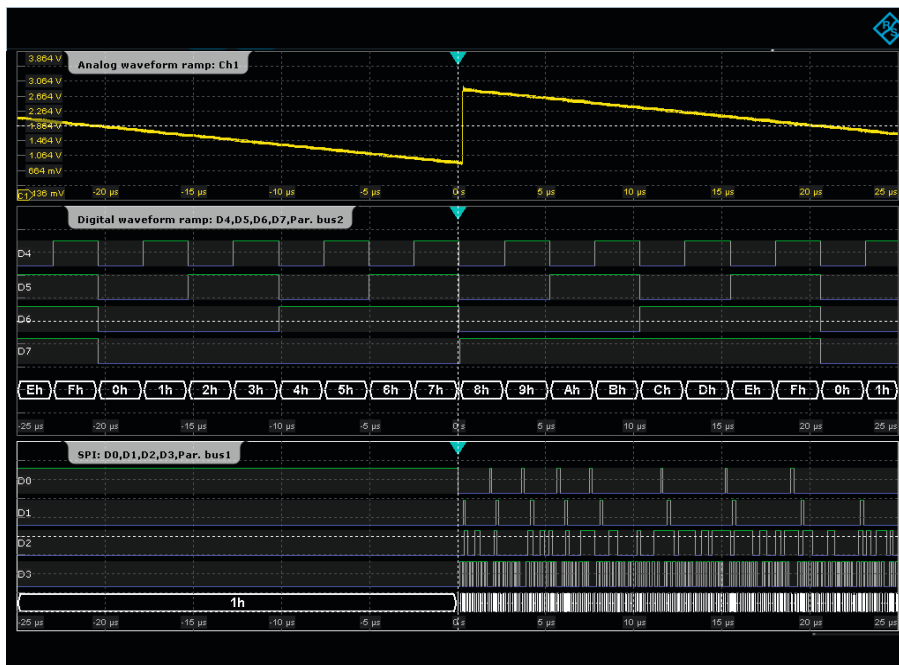 R S
3.864 V
Analog waveform ramp: Ch1
3.064 V
2.664 V
2.264 V
1.864 V
1.464 V
1.064 V
664 mV
C1 436 mV -20 µs -15 µs -10 µs -5 µs 0 s 5 µs 10 µs 15 µs 20 µs 25 µs
Digital waveform ramp: D4,D5,D6,D7,Par. bus2
D4
D5
D6
D7
Eh Fh 0h 1h 2h 3h 4h 5h 6h 7h 8h 9h Ah Bh Ch Dh Eh Fh 0h 1h
-25 µs -20 µs -15 µs -10 µs -5 µs 0 s 5 µs 10 µs 15 µs 20 µs 25 µs
SPI: D0,D1,D2,D3,Par. bus1
D0
D1
D2
D3
1h
-25 µs -20 µs -15 µs -10 µs -5 µs 0 s 5 µs 10 µs 15 µs 20 µs 25 µs